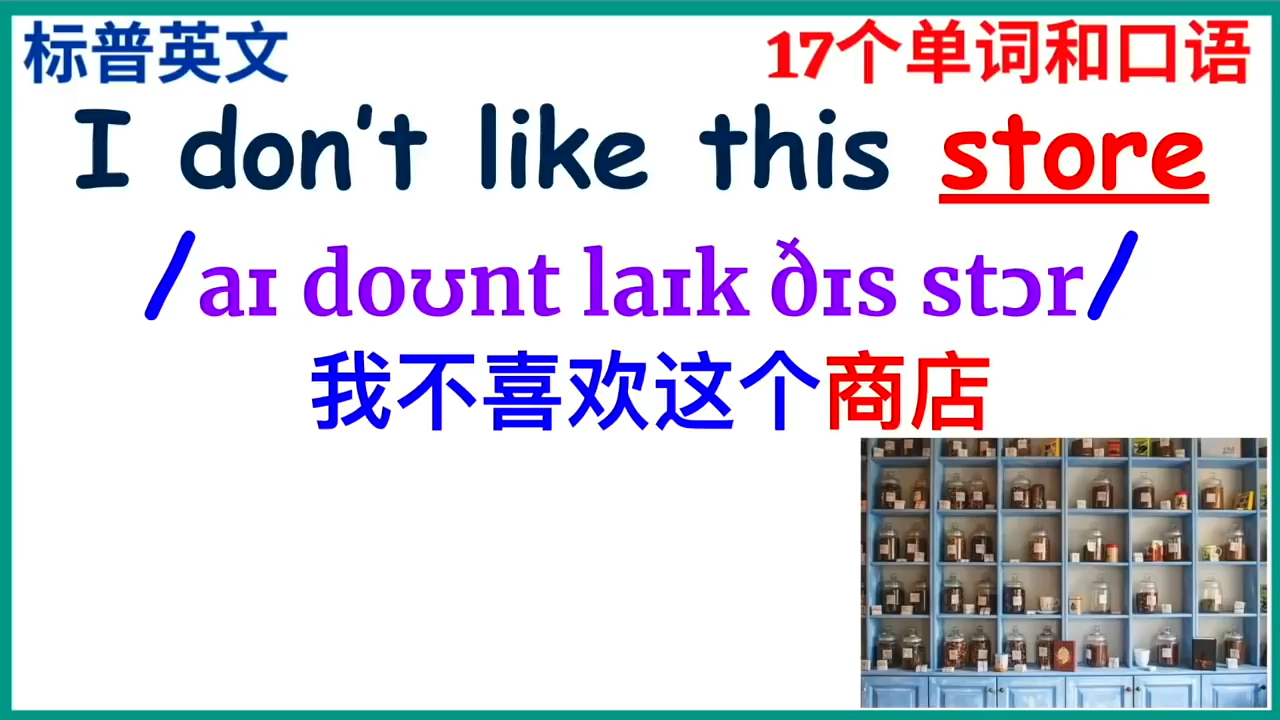 标普英文
17个单词和口语
I don't like this store
/aɪ doʊnt laɪk ðɪs stɔr/
我不喜欢这个商店